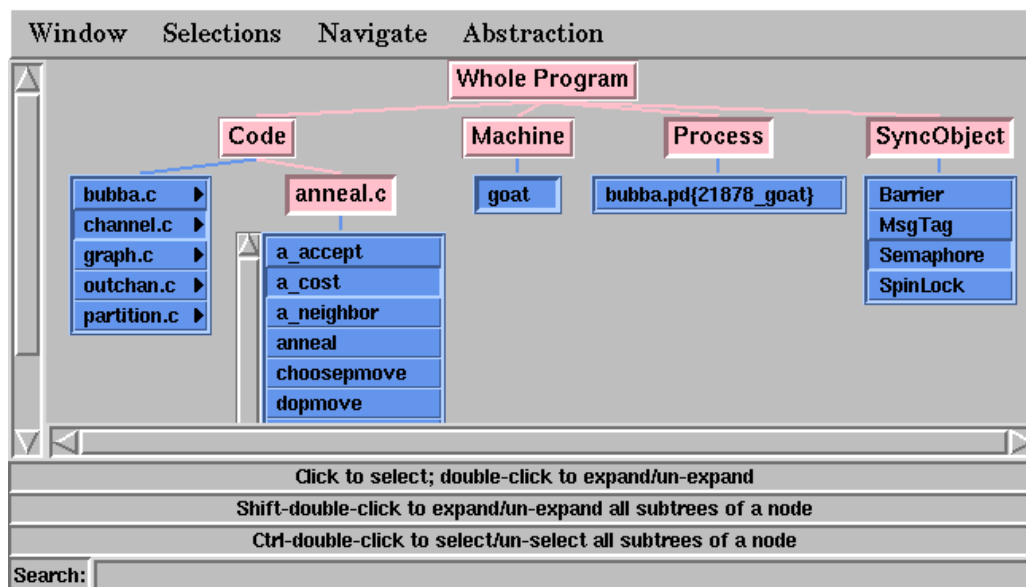 Window Selections Navigate Abstraction
Whole Program
Code Machine Process SyncObject
bubba.c
channel.c
graph.c
outchan.c
partition.c
anneal.c
a_accept
a_cost
a_neighbor
anneal
choosepmove
dopmove
goat
bubba.pd{21878_goat}
Barrier
MsgTag
Semaphore
SpinLock
Click to select; double-click to expand/un-expand
Shift-double-click to expand/un-expand all subtrees of a node
Ctrl-double-click to select/un-select all subtrees of a node
Search: